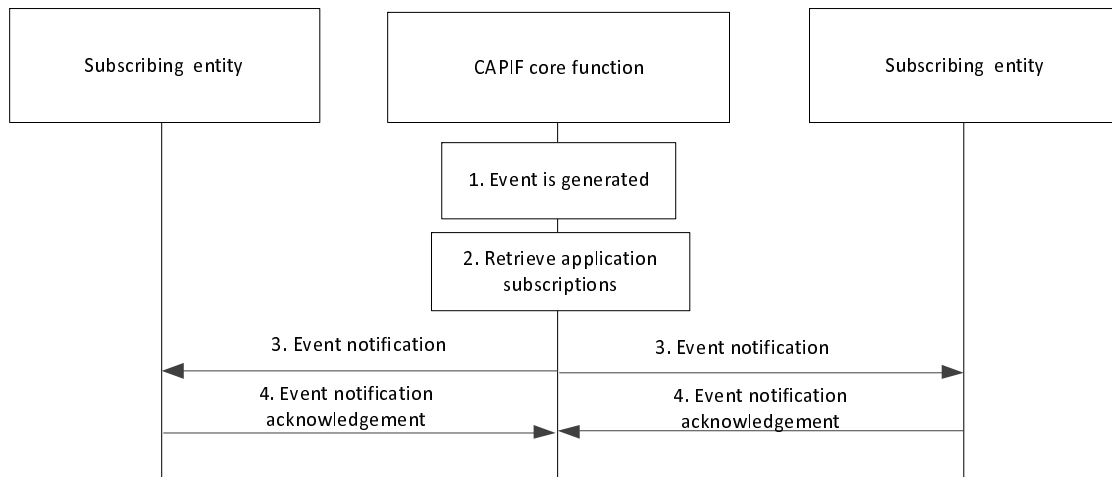 Subscribing entity
CAPIF core function
Subscribing entity
1. Event is generated
2. Retrieve application
subscriptions
3. Event notification
3. Event notification
4. Event notification
acknowledgement
4. Event notification
acknowledgement